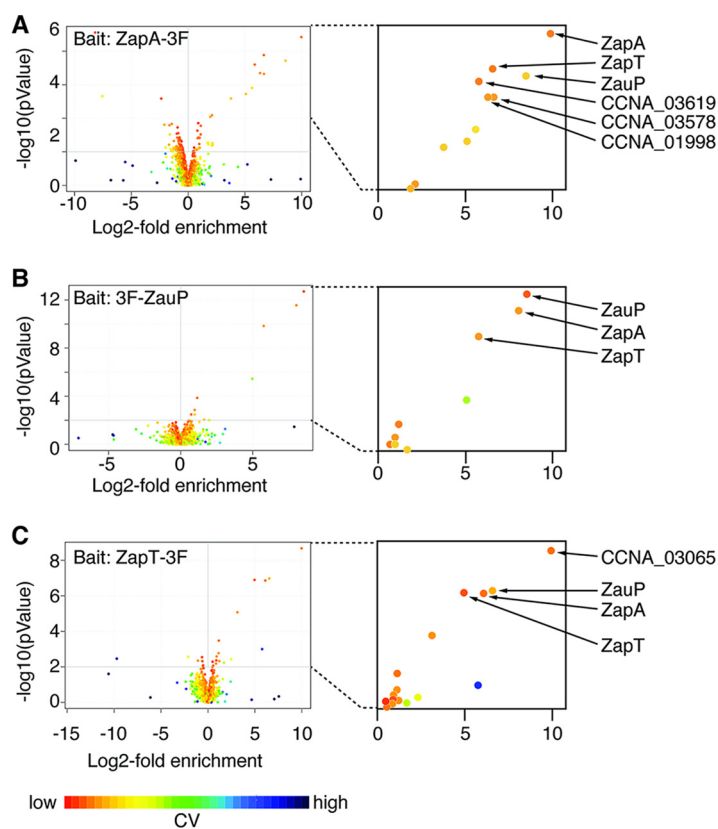 A
Bait: ZapA-3F
6
4
2
0
-log10(pValue)
-10
-5
0
5
10
Log2-fold enrichment
ZapA
ZapT
ZauP
CCNA_03619
CCNA_03578
CCNA_01998
0
5
10
B
Bait: 3F-ZauP
12
8
4
0
-log10(pValue)
-5
0
5
Log2-fold enrichment
ZauP
ZapA
ZapT
0
5
10
C
Bait: ZapT-3F
8
6
4
2
0
-log10(pValue)
-15
-10
-5
0
5
10
Log2-fold enrichment
CCNA_03065
ZauP
ZapA
ZapT
0
5
10
low
high
CV